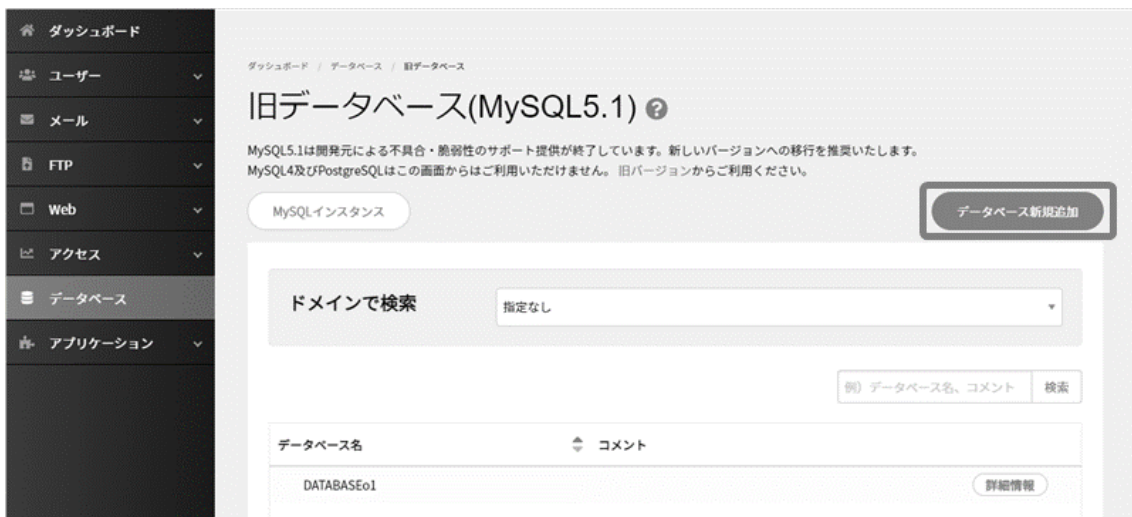 ダッシュボード
ユーザー
メール
FTP
Web
アクセス
データベース
アプリケーション
ダッシュボード / データベース / 旧データベース
旧データベース(MySQL5.1) ?
MySQL5.1は開発元による不具合・脆弱性のサポート提供が終了しています。新しいバージョンへの移行を推奨いたします。
MySQL4及びPostgreSQLはこの画面からはご利用いただけません。旧バージョンからご利用ください。
MySQLインスタンス
データベース新規追加
ドメインで検索
指定なし
例）データベース名、コメント
検索
データベース名
コメント
DATABASEo1
詳細情報